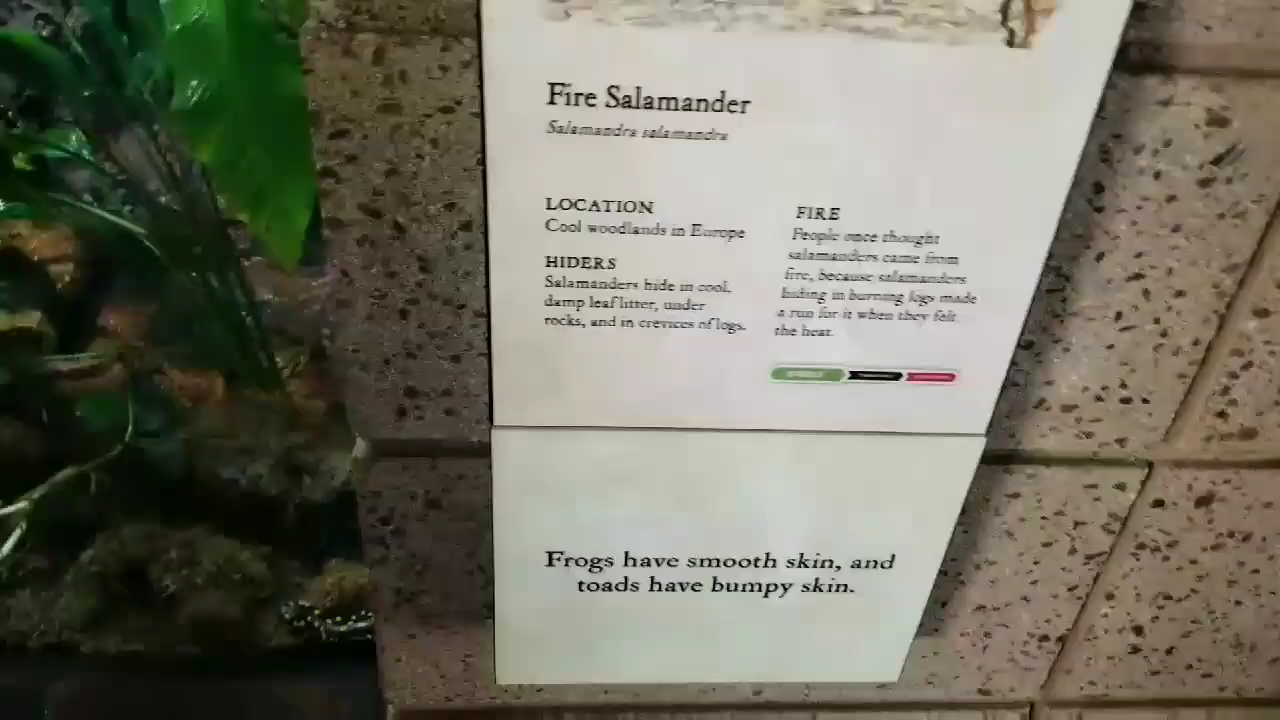 Fire Salamander
Salamandra salamandra
LOCATION
Cool woodlands in Europe
HIDERS
Salamanders hide in cool,
damp leaf litter, under
rocks, and in crevices of logs.
FIRE
People once thought
salamanders came from
fire, because salamanders
hiding in burning logs made
a run for it when they felt
the heat.
Frogs have smooth skin, and
toads have bumpy skin.